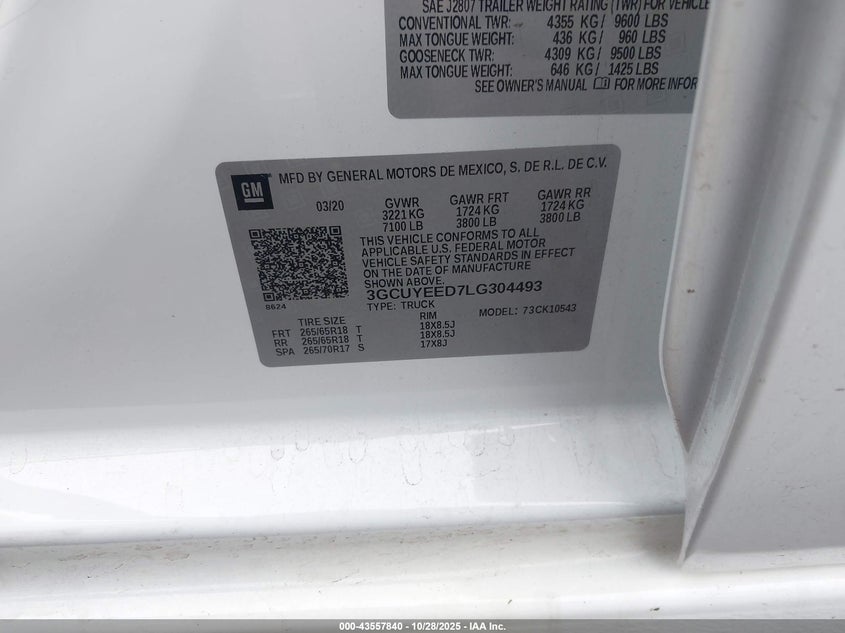 SAE J2807 TRAILER WEIGHT RATING (TWR) FOR VEHICLE
CONVENTIONAL TWR: 4355 KG/ 9600 LBS
MAX TONGUE WEIGHT: 436 KG/ 960 LBS
GOOSENECK TWR: 4309 KG/ 9500 LBS
MAX TONGUE WEIGHT: 646 KG/ 1425 LBS
SEE OWNER'S MANUAL FOR MORE INFOR
GM
MFD BY GENERAL MOTORS DE MEXICO, S. DE R.L. DE C.V.
03/20 GVWR GAWR FRT GAWR RR
3221 KG 1724 KG 1724 KG
7100 LB 3800 LB 3800 LB
THIS VEHICLE CONFORMS TO ALL
APPLICABLE U.S. FEDERAL MOTOR
VEHICLE SAFETY STANDARDS IN EFFECT
ON THE DATE OF MANUFACTURE
SHOWN ABOVE.
3GCUYEED7LG304493
8624
TYPE: TRUCK MODEL: 73CK10543
TIRE SIZE RIM
FRT 265/65R18 T 18X8.5J
RR 265/65R18 T 18X8.5J
SPA 265/70R17 S 17X8J
000-43557840 | 10/28/2025 - IAA Inc.